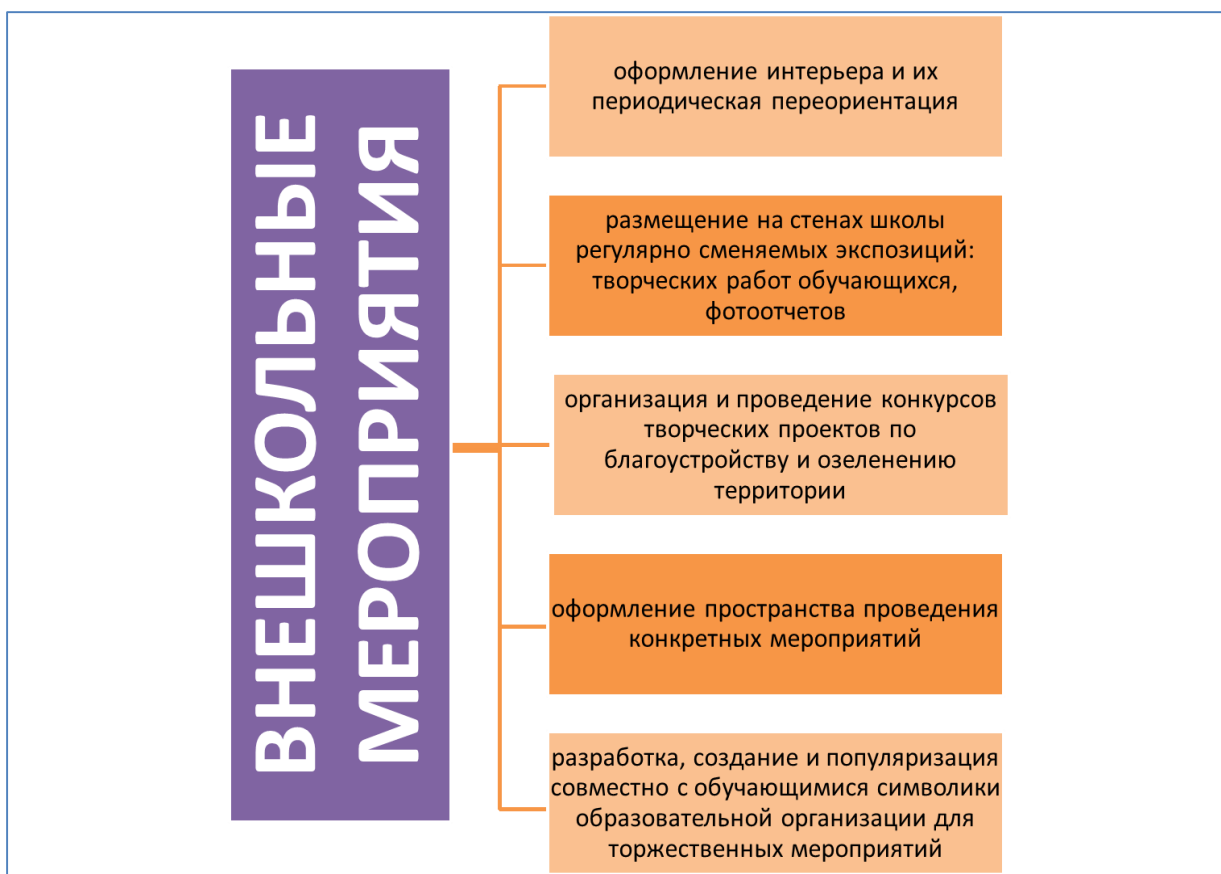 ВНЕШКОЛЬНЫЕ
МЕРОПРИЯТИЯ
оформление интерьера и их
периодическая переориентация
размещение на стенах школы
регулярно сменяемых экспозиций:
творческих работ обучающихся,
фотоотчетов
организация и проведение конкурсов
творческих проектов по
благоустройству и озеленению
территории
оформление пространства проведения
конкретных мероприятий
разработка, создание и популяризация
совместно с обучающимися символики
образовательной организации для
торжественных мероприятий